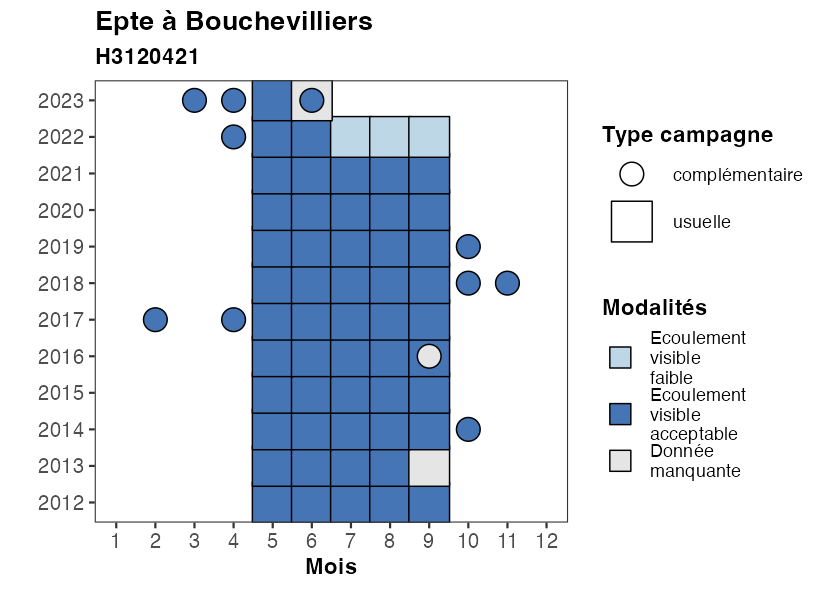 Epte à Bouchevilliers
H3120421
2023
2022
2021
2020
2019
2018
2017
2016
2015
2014
2013
2012
1 2 3 4 5 6 7 8 9 10 11 12
Mois
Type campagne
complémentaire
usuelle
Modalités
Ecoulement
visible
faible
Ecoulement
visible
acceptable
Donnée
manquante